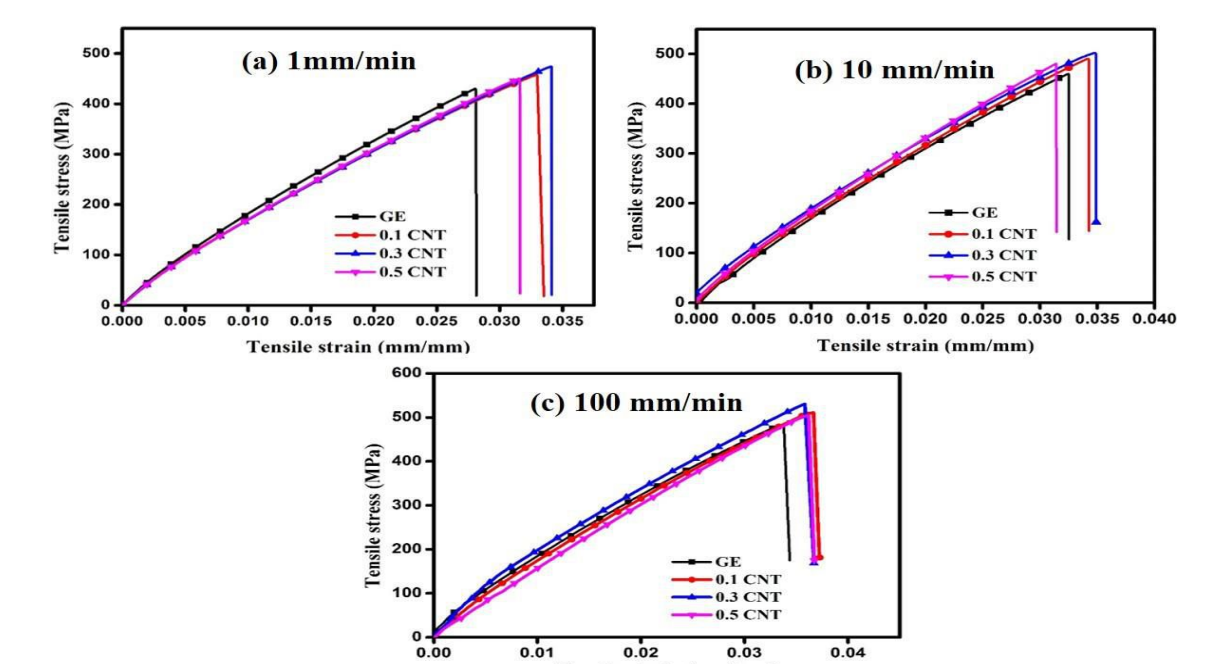 (a) 1mm/min
Tensile stress (MPa)
500
400
300
200
100
0
GE
0.1 CNT
0.3 CNT
0.5 CNT
0.000 0.005 0.010 0.015 0.020 0.025 0.030 0.035
Tensile strain (mm/mm)
(b) 10 mm/min
Tensile stress (MPa)
500
400
300
200
100
0
GE
0.1 CNT
0.3 CNT
0.5 CNT
0.000 0.005 0.010 0.015 0.020 0.025 0.030 0.035 0.040
Tensile strain (mm/mm)
(c) 100 mm/min
Tensile stress (MPa)
600
500
400
300
200
100
0
GE
0.1 CNT
0.3 CNT
0.5 CNT
0.00 0.01 0.02 0.03 0.04